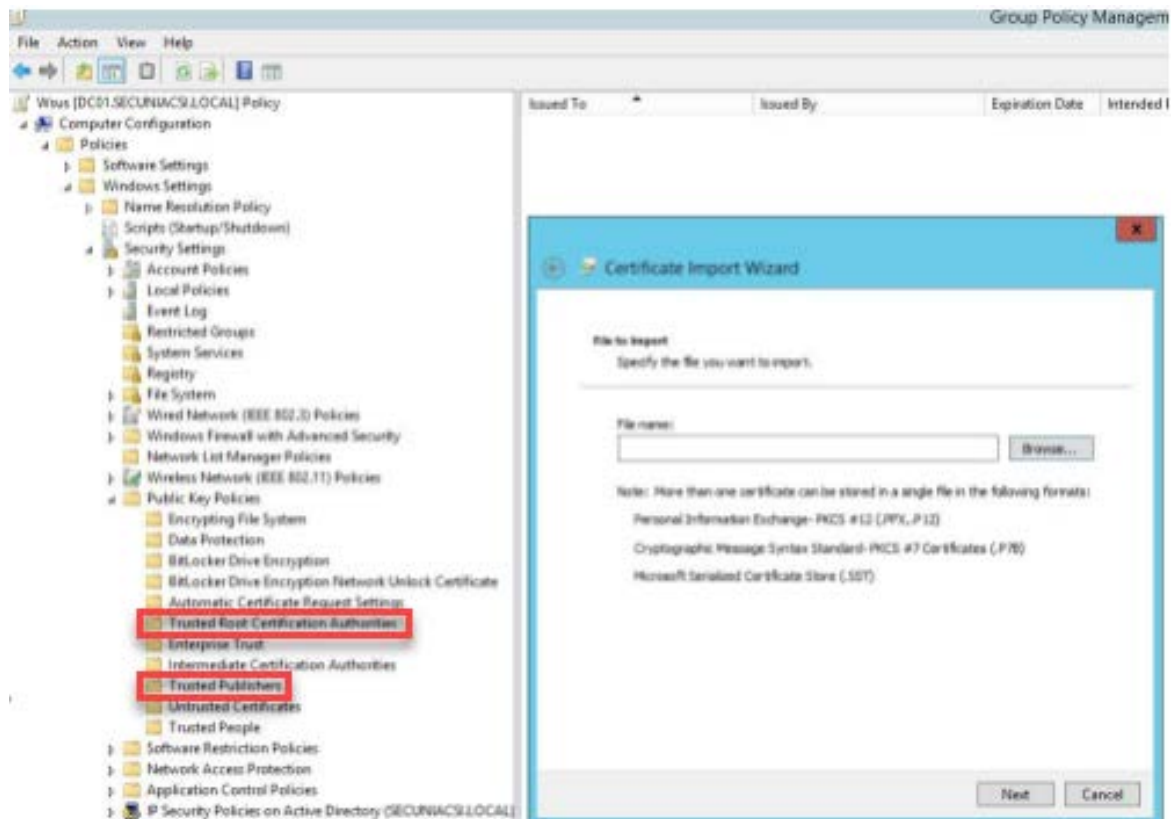 Group Policy Managem
File Action View Help
Wsus [DC01.SECUNIACSI.LOCAL] Policy
Computer Configuration
Policies
Software Settings
Windows Settings
Name Resolution Policy
Scripts (Startup/Shutdown)
Security Settings
Account Policies
Local Policies
Event Log
Restricted Groups
System Services
Registry
File System
Wired Network (IEEE 802.3) Policies
Windows Firewall with Advanced Security
Network List Manager Policies
Wireless Network (IEEE 802.11) Policies
Public Key Policies
Encrypting File System
Data Protection
BitLocker Drive Encryption
BitLocker Drive Encryption Network Unlock Certificate
Automatic Certificate Request Settings
Trusted Root Certification Authorities
Enterprise Trust
Intermediate Certification Authorities
Trusted Publishers
Untrusted Certificates
Trusted People
Software Restriction Policies
Network Access Protection
Application Control Policies
IP Security Policies on Active Directory (SECUNIACSI.LOCAL)
Issued To Issued By Expiration Date Intended
Certificate Import Wizard
File to Import
Specify the file you want to import.
File name:
Browse...
Note: More than one certificate can be stored in a single file in the following formats:
Personal Information Exchange- PKCS #12 (.PFX,.P12)
Cryptographic Message Syntax Standard- PKCS #7 Certificates (.P7B)
Microsoft Serialized Certificate Store (.SST)
Next Cancel